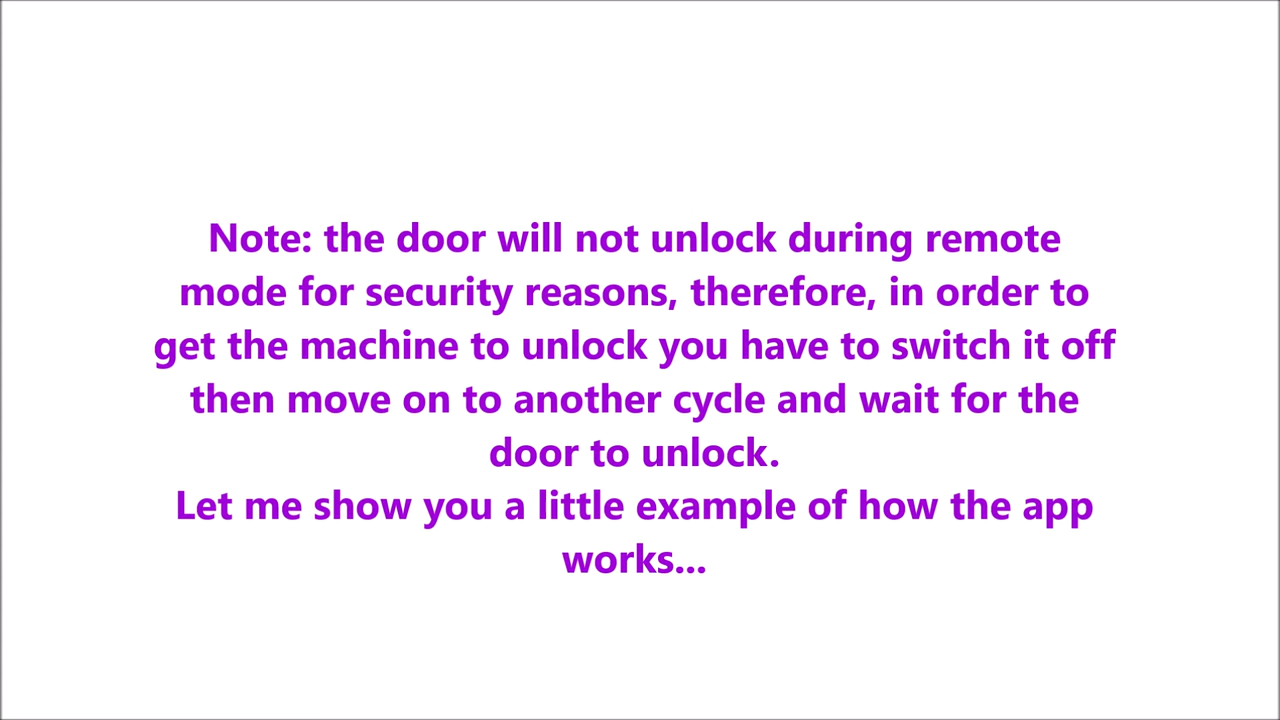 Note: the door will not unlock during remote
mode for security reasons, therefore, in order to
get the machine to unlock you have to switch it off
then move on to another cycle and wait for the
door to unlock.
Let me show you a little example of how the app
works...